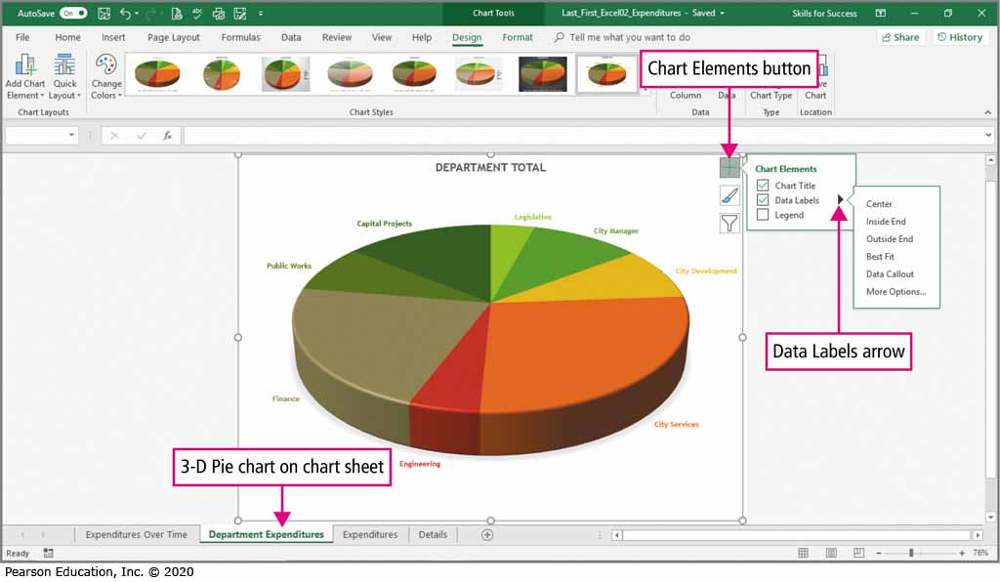 AutoSave On Chart Tools Last_First_Excel02_Expenditures - Saved Skills for Success
File Home Insert Page Layout Formulas Data Review View Help Design Format Tell me what you want to do Share History
Chart Elements button
Add Chart Element
Quick Layout
Change Colors
Column Data Chart Type Chart
Chart Layouts Chart Styles Data Type Location
fx
DEPARTMENT TOTAL
Chart Elements
Chart Title
Data Labels
Legend
Center
Inside End
Outside End
Best Fit
Data Callout
More Options...
Legislative
Capital Projects
City Manager
Public Works
City Development
Data Labels arrow
Finance
City Services
Engineering
3-D Pie chart on chart sheet
Expenditures Over Time Department Expenditures Expenditures Details
Ready 76%
Pearson Education, Inc. © 2020